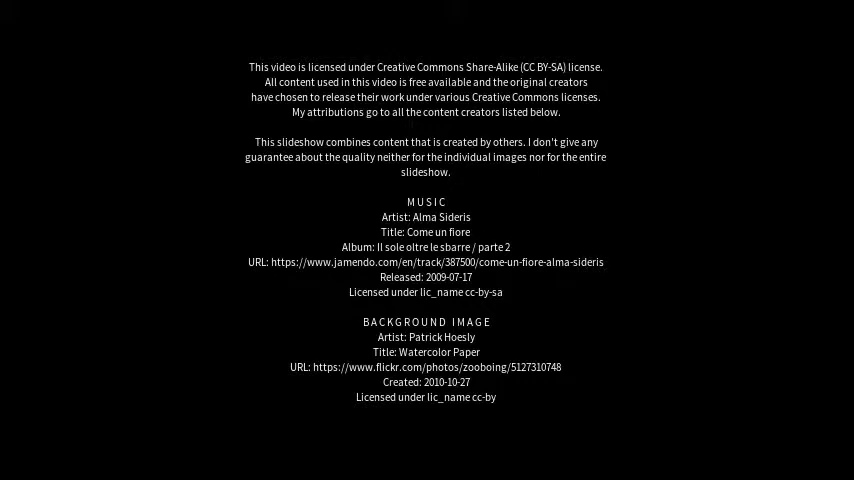 This video is licensed under Creative Commons Share-Alike (CC BY-SA) license.
All content used in this video is free available and the original creators
have chosen to release their work under various Creative Commons licenses.
My attributions go to all the content creators listed below.
This slideshow combines content that is created by others. I don't give any
guarantee about the quality neither for the individual images nor for the entire
slideshow.
MUSIC
Artist: Alma Sideris
Title: Come un fiore
Album: Il sole oltre le sbarre / parte 2
URL: https://www.jamendo.com/en/track/387500/come-un-fiore-alma-sideris
Released: 2009-07-17
Licensed under lic_name cc-by-sa
BACKGROUND IMAGE
Artist: Patrick Hoesly
Title: Watercolor Paper
URL: https://www.flickr.com/photos/zooboing/5127310748
Created: 2010-10-27
Licensed under lic_name cc-by